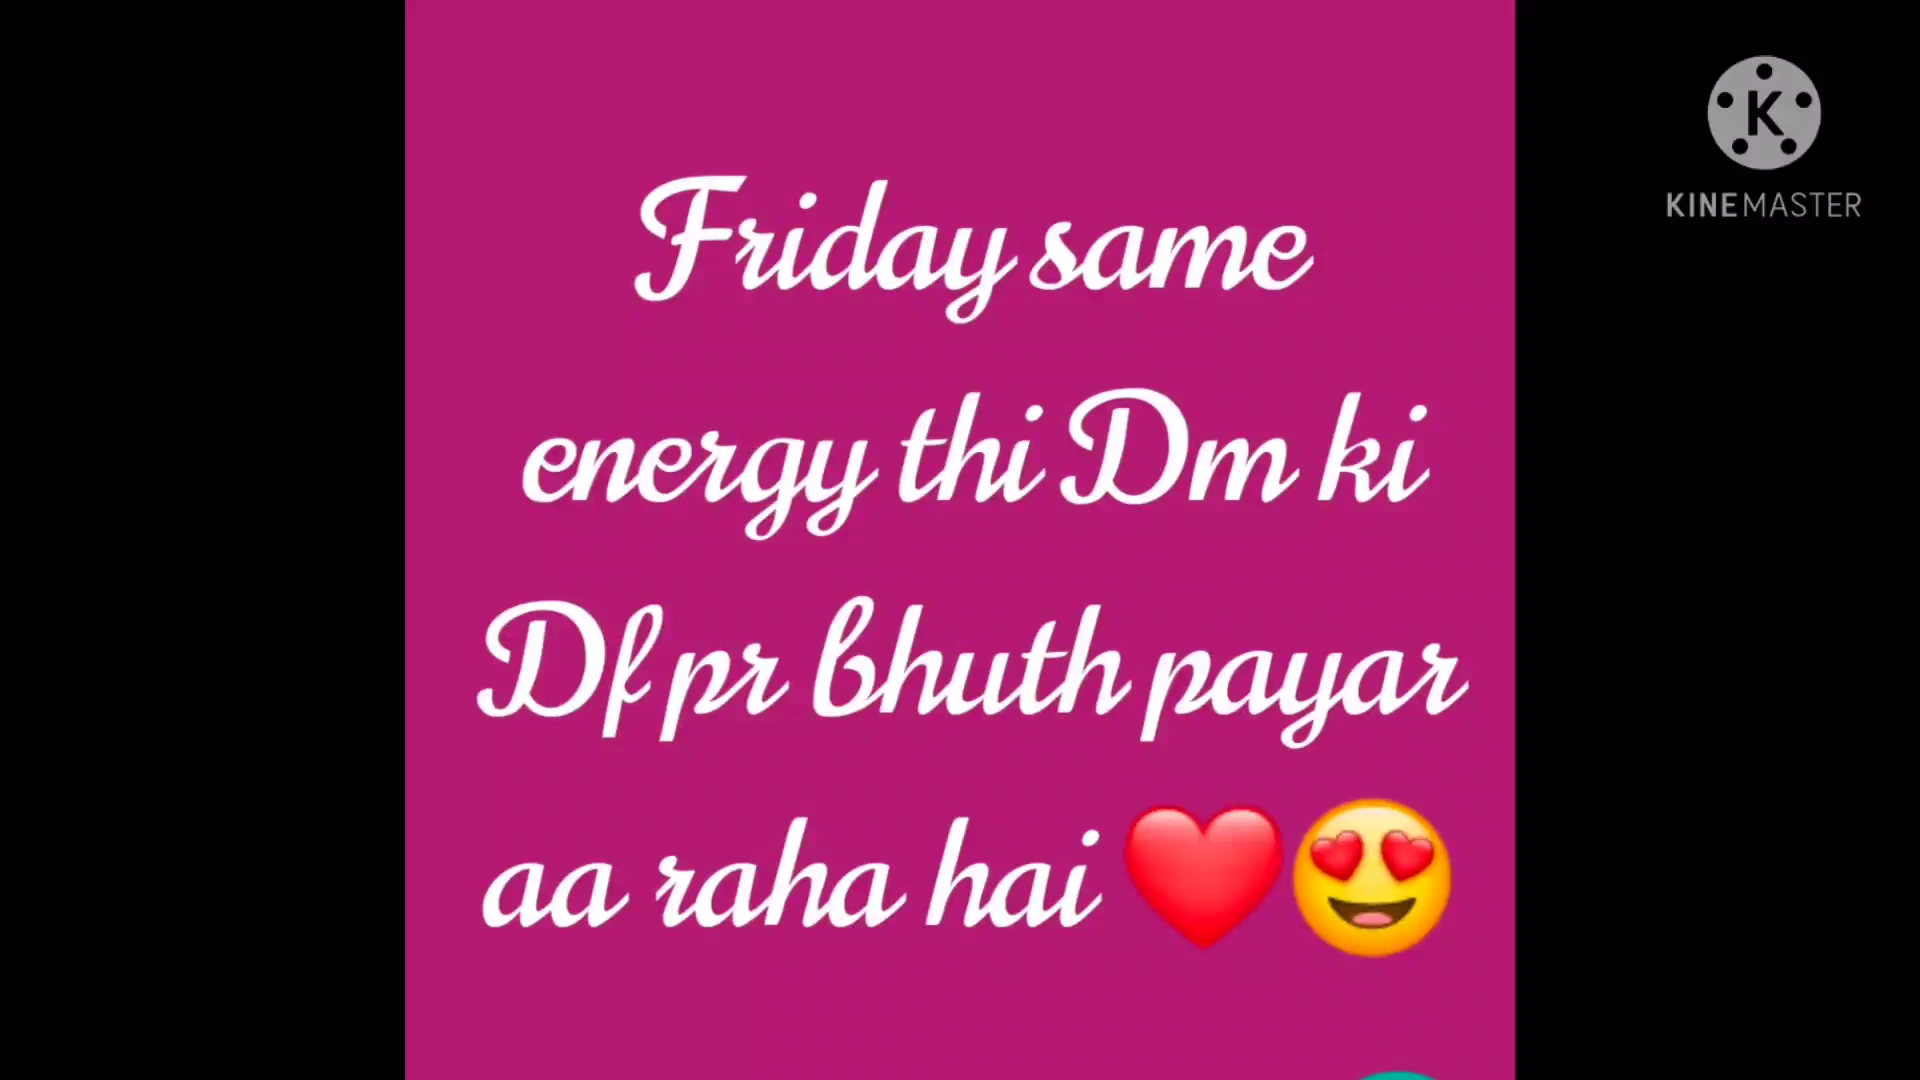 KINEMASTER
Friday same
energy thi Dm ki
Df pr bhuth payar
aa raha hai ❤️😍